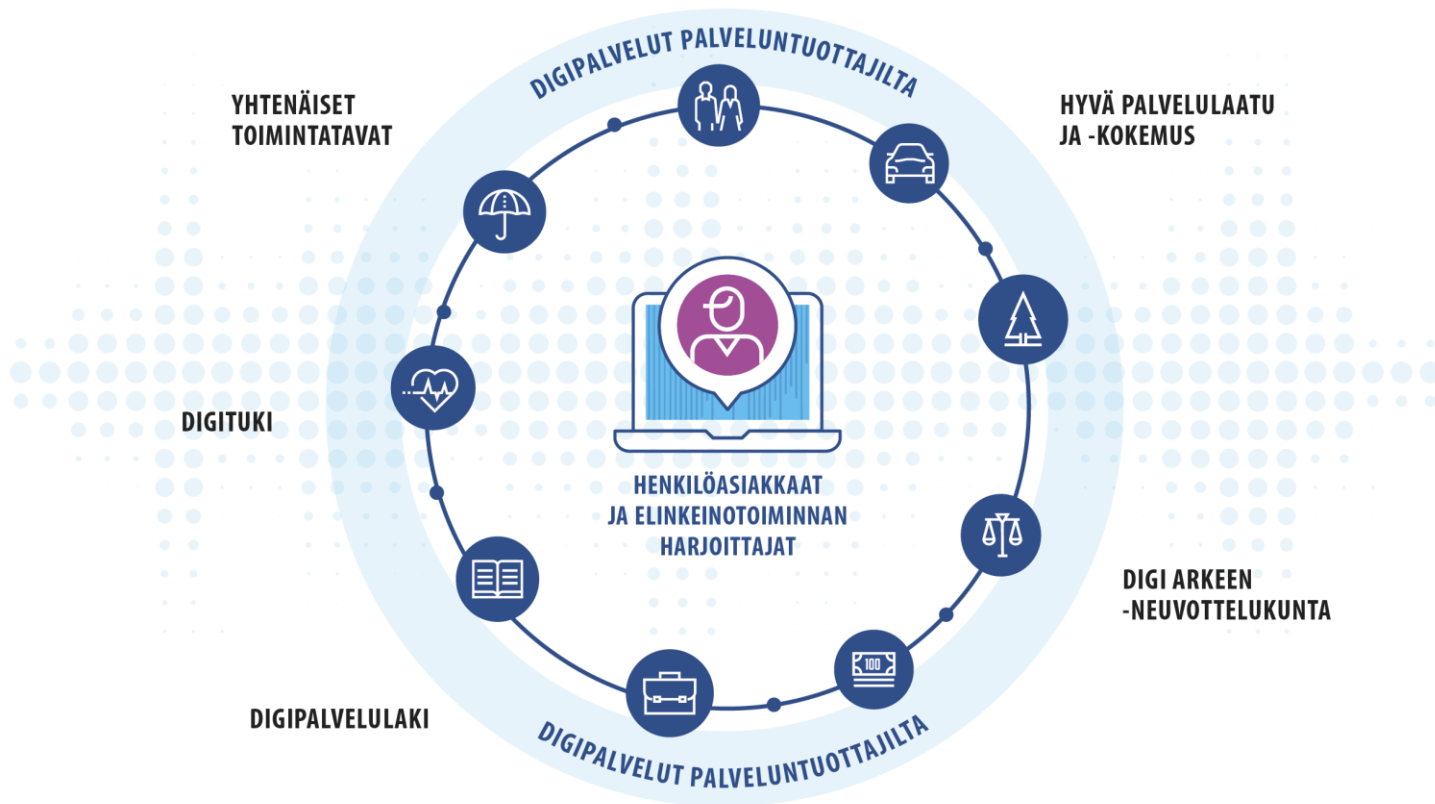 DIGIPALVELUT PALVELUNTUOTTAJILTA
YHTENÄISET
TOIMINTATAVAT
HYVÄ PALVELULAATU
JA -KOKEMUS
DIGITUKI
HENKILÖASIAKKAAT
JA ELINKEINOTOIMINNAN
HARJOITTAJAT
DIGI ARKEEN
-NEUVOTTELUKUNTA
100
DIGIPALVELULAKI
DIGIPALVELUT PALVELUNTUOTTAJILTA